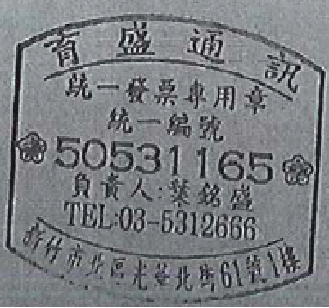 育盛通訊
統一發票專用章
統一編號
50531165
負責人:葉銘盛
TEL:03-5312666
新竹市北區光華北街61號1樓